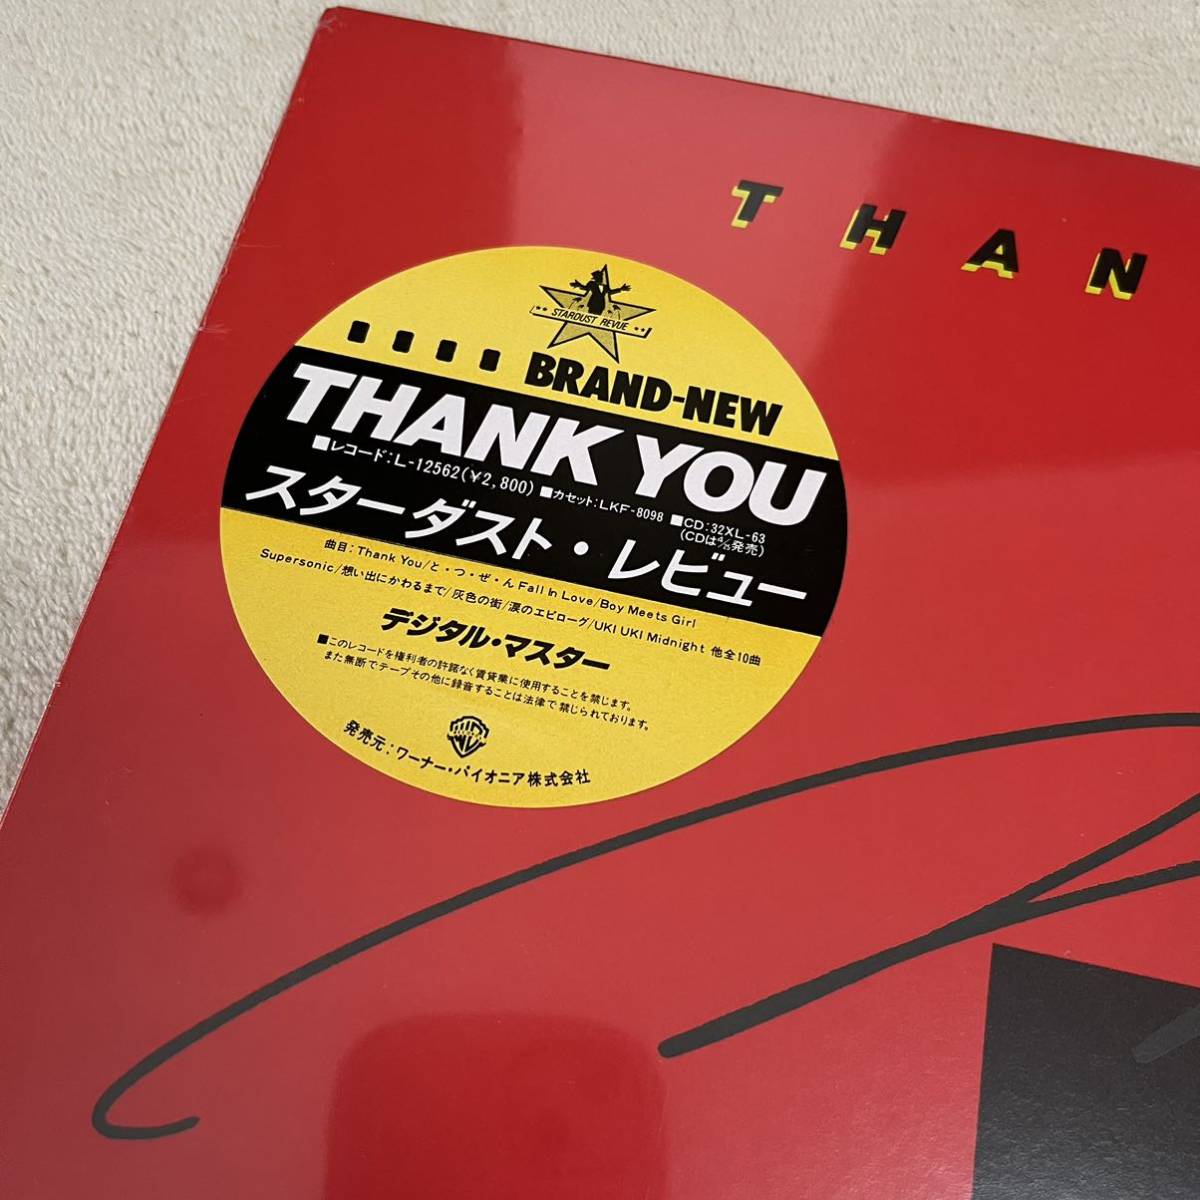 THAN
★★ STARDUST REVUE ★★
BRAND-NEW
THANK YOU
■レコード:L-12562(￥2,800) ■カセット:LKF-8098 ■CD:32XL-63
(CDは4/25発売)
スターダスト・レビュー
曲目:Thank You/と・つ・ぜ・んFall In Love/Boy Meets Girl
Supersonic/想い出にかわるまで/灰色の街/涙のエピローグ/UKI UKI Midnight 他全10曲
デジタル・マスター
■このレコードを権利者の許諾なく賃貸業に使用することを禁じます。
また無断でテープその他に録音することは法律で禁じられております。
発売元:ワーナー・パイオニア株式会社